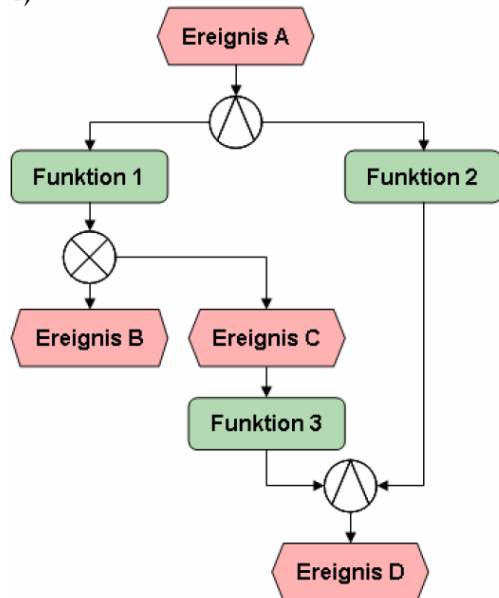 Ereignis A
Funktion 1
Funktion 2
Ereignis B
Ereignis C
Funktion 3
Ereignis D